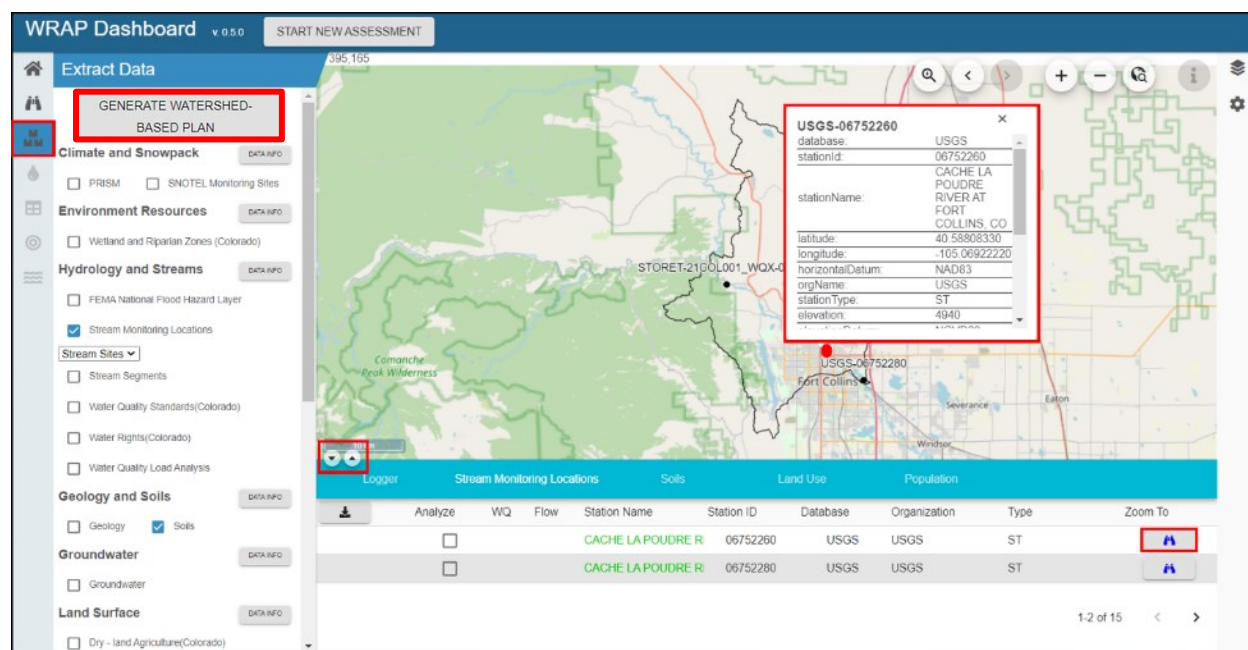 WRAP Dashboard v. 0.5.0 START NEW ASSESSMENT
Extract Data
GENERATE WATERSHED-
BASED PLAN
Climate and Snowpack DATA INFO
PRISM SNOTEL Monitoring Sites
Environment Resources DATA INFO
Wetland and Riparian Zones (Colorado)
Hydrology and Streams DATA INFO
FEMA National Flood Hazard Layer
Stream Monitoring Locations
Stream Sites
Stream Segments
Water Quality Standards(Colorado)
Water Rights(Colorado)
Water Quality Load Analysis
Geology and Soils DATA INFO
Geology Soils
Groundwater DATA INFO
Groundwater
Land Surface DATA INFO
Dry - land Agriculture(Colorado)
395,165
USGS-06752260
database: USGS
stationId: 06752260
stationName: CACHE LA
POUDRE
RIVER AT
FORT
COLLINS, CO
latitude: 40.58808330
longitude: -105.06922220
horizontalDatum: NAD83
orgName: USGS
stationType: ST
elevation: 4940
STORET-21COL001_WQX-0
Comanche
Peak Wilderness
USGS-06752280
Fort Collins
Severance
Eaton
Windsor
Logger Stream Monitoring Locations Soils Land Use Population
Analyze WQ Flow Station Name Station ID Database Organization Type Zoom To
CACHE LA POUDRE R 06752260 USGS USGS ST
CACHE LA POUDRE R 06752280 USGS USGS ST
1-2 of 15